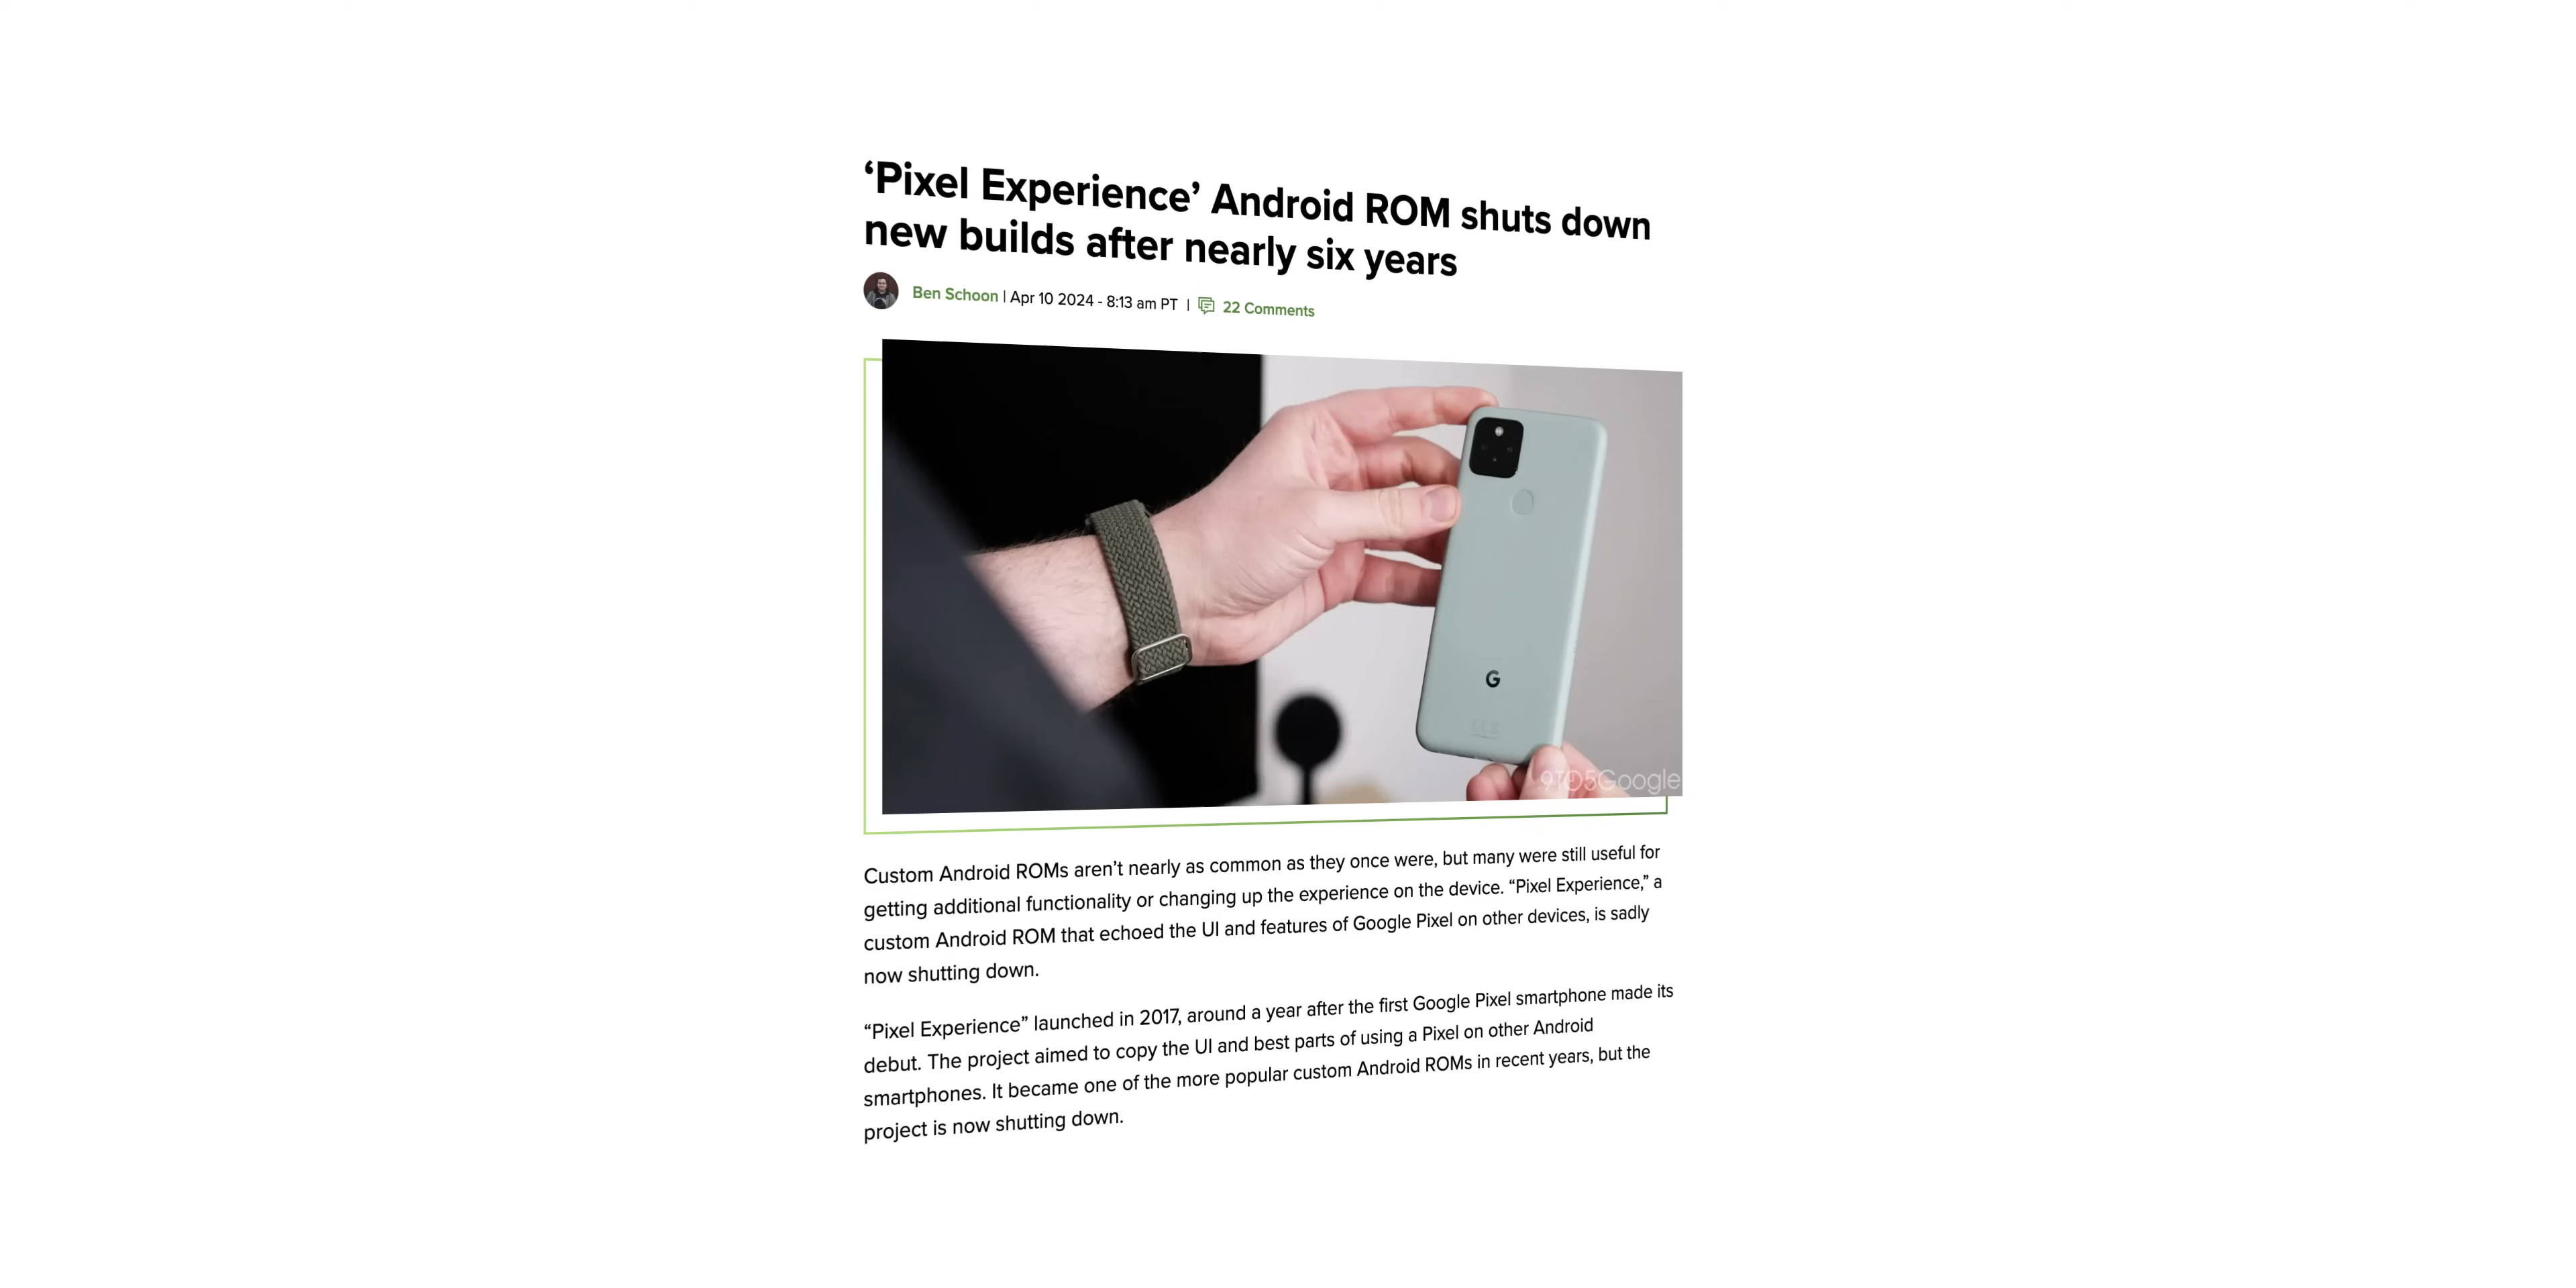 ‘Pixel Experience’ Android ROM shuts down
new builds after nearly six years
Ben Schoon | Apr 10 2024 - 8:13 am PT | 22 Comments
G
9TO5Google
Custom Android ROMs aren’t nearly as common as they once were, but many were still useful for
getting additional functionality or changing up the experience on the device. “Pixel Experience,” a
custom Android ROM that echoed the UI and features of Google Pixel on other devices, is sadly
now shutting down.
“Pixel Experience” launched in 2017, around a year after the first Google Pixel smartphone made its
debut. The project aimed to copy the UI and best parts of using a Pixel on other Android
smartphones. It became one of the more popular custom Android ROMs in recent years, but the
project is now shutting down.